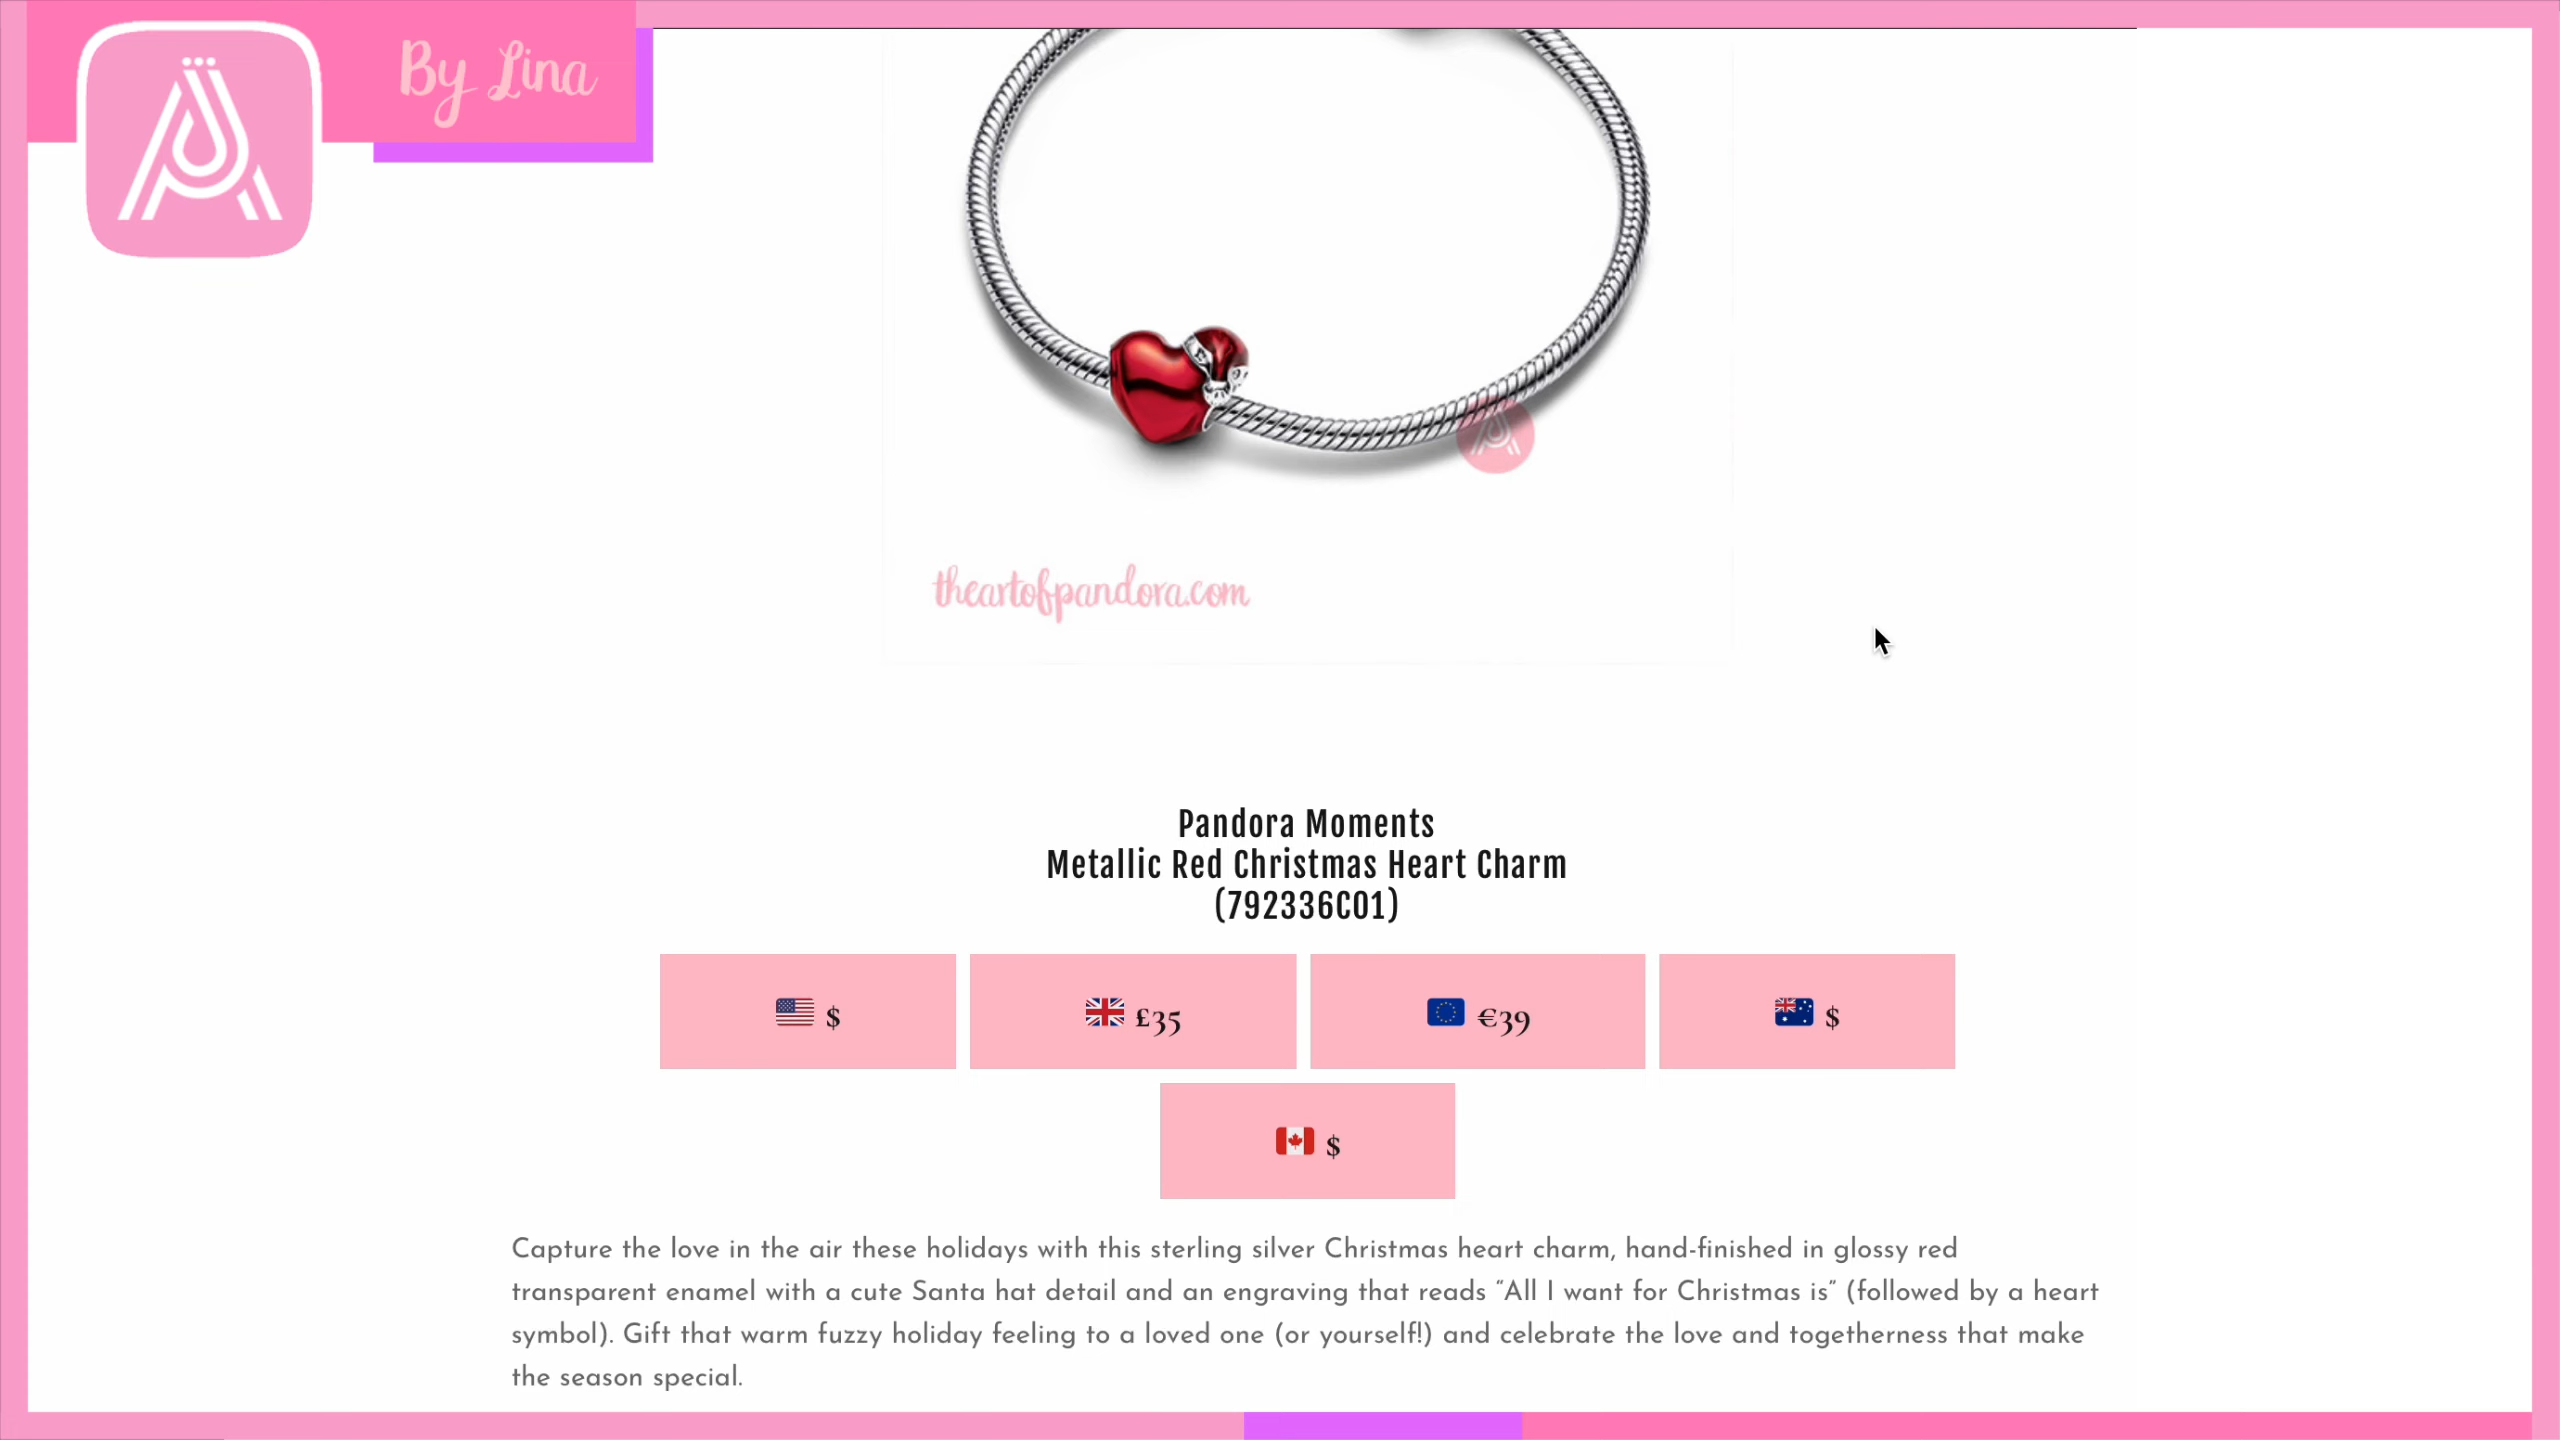 By Lina
theartofpandora.com
Pandora Moments
Metallic Red Christmas Heart Charm
(792336C01)
$
£35
€39
$
$
Capture the love in the air these holidays with this sterling silver Christmas heart charm, hand-finished in glossy red
transparent enamel with a cute Santa hat detail and an engraving that reads “All I want for Christmas is” (followed by a heart
symbol). Gift that warm fuzzy holiday feeling to a loved one (or yourself!) and celebrate the love and togetherness that make
the season special.